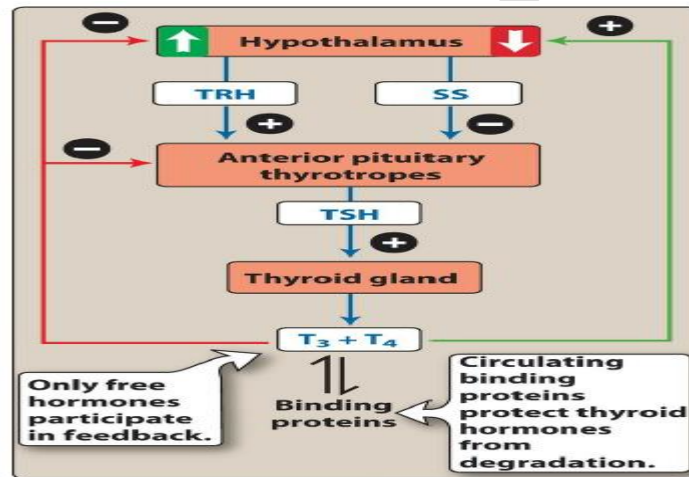 −
+
Hypothalamus
TRH
SS
+
−
−
Anterior pituitary
thyrotropes
TSH
+
Thyroid gland
T₃ + T₄
Only free
hormones
participate
in feedback.
Binding
proteins
Circulating
binding
proteins
protect thyroid
hormones
from
degradation.